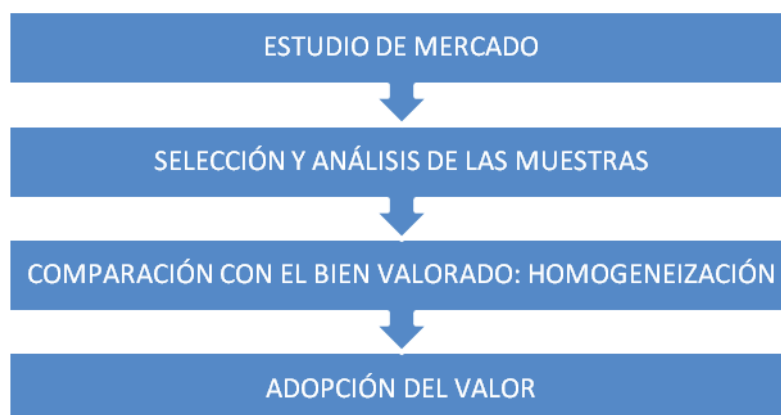 ESTUDIO DE MERCADO
SELECCIÓN Y ANÁLISIS DE LAS MUESTRAS
COMPARACIÓN CON EL BIEN VALORADO: HOMOGENEIZACIÓN
ADOPCIÓN DEL VALOR